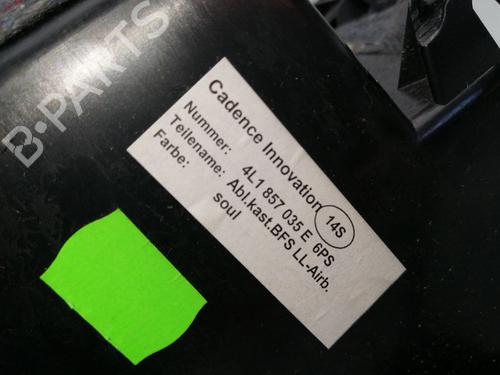 B-PARTS
Cadence Innovation 14S
Nummer: 4L1 857 035 E 6PS
Teilename: Abl.kast.BFS LL-Airb.
Farbe: soul